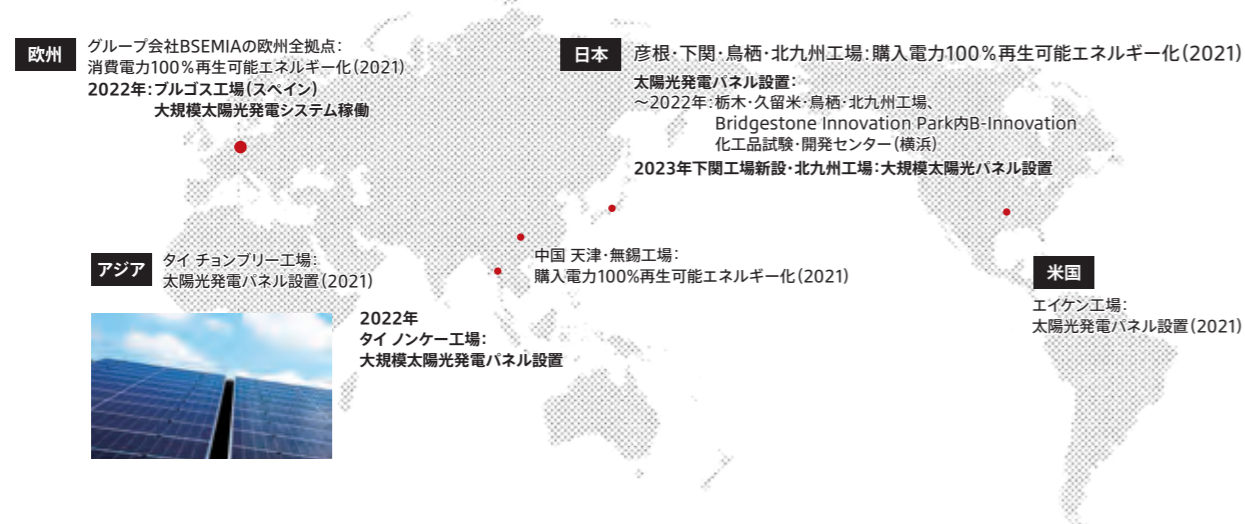 欧州
グループ会社BSEMIAの欧州全拠点：
消費電力100％再生可能エネルギー化（2021）
2022年：ブルゴス工場（スペイン）
大規模太陽光発電システム稼働
日本
彦根・下関・鳥栖・北九州工場：購入電力100％再生可能エネルギー化（2021）
太陽光発電パネル設置：
～2022年：栃木・久留米・鳥栖・北九州工場、
Bridgestone Innovation Park内B-Innovation
化工品試験・開発センター（横浜）
2023年下関工場新設・北九州工場：大規模太陽光パネル設置
アジア
タイ チョンブリー工場：
太陽光発電パネル設置（2021）
2022年
タイ ノンケー工場：
大規模太陽光発電パネル設置
中国 天津・無錫工場：
購入電力100%再生可能エネルギー化（2021）
米国
エイケン工場：
太陽光発電パネル設置（2021）